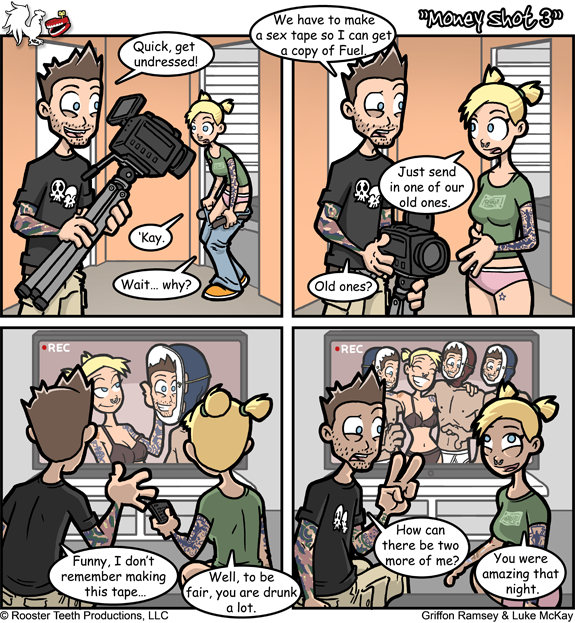 "Money Shot 3"
Quick, get
undressed!
'Kay.
Wait... why?
We have to make
a sex tape so I can get
a copy of Fuel.
Just send
in one of our
old ones.
Old ones?
REC
Funny, I don't
remember making
this tape...
Well, to be
fair, you are drunk
a lot.
REC
How can
there be two
more of me?
You were
amazing that
night.
© Rooster Teeth Productions, LLC
Griffon Ramsey & Luke McKay